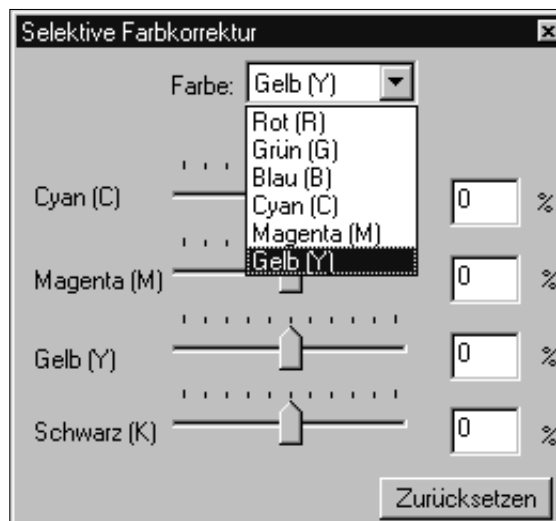 Selektive Farbkorrektur
Farbe: Gelb (Y)
Rot (R)
Grün (G)
Blau (B)
Cyan (C)
Magenta (M)
Gelb (Y)
Cyan (C) 0 %
Magenta (M) 0 %
Gelb (Y) 0 %
Schwarz (K) 0 %
Zurücksetzen